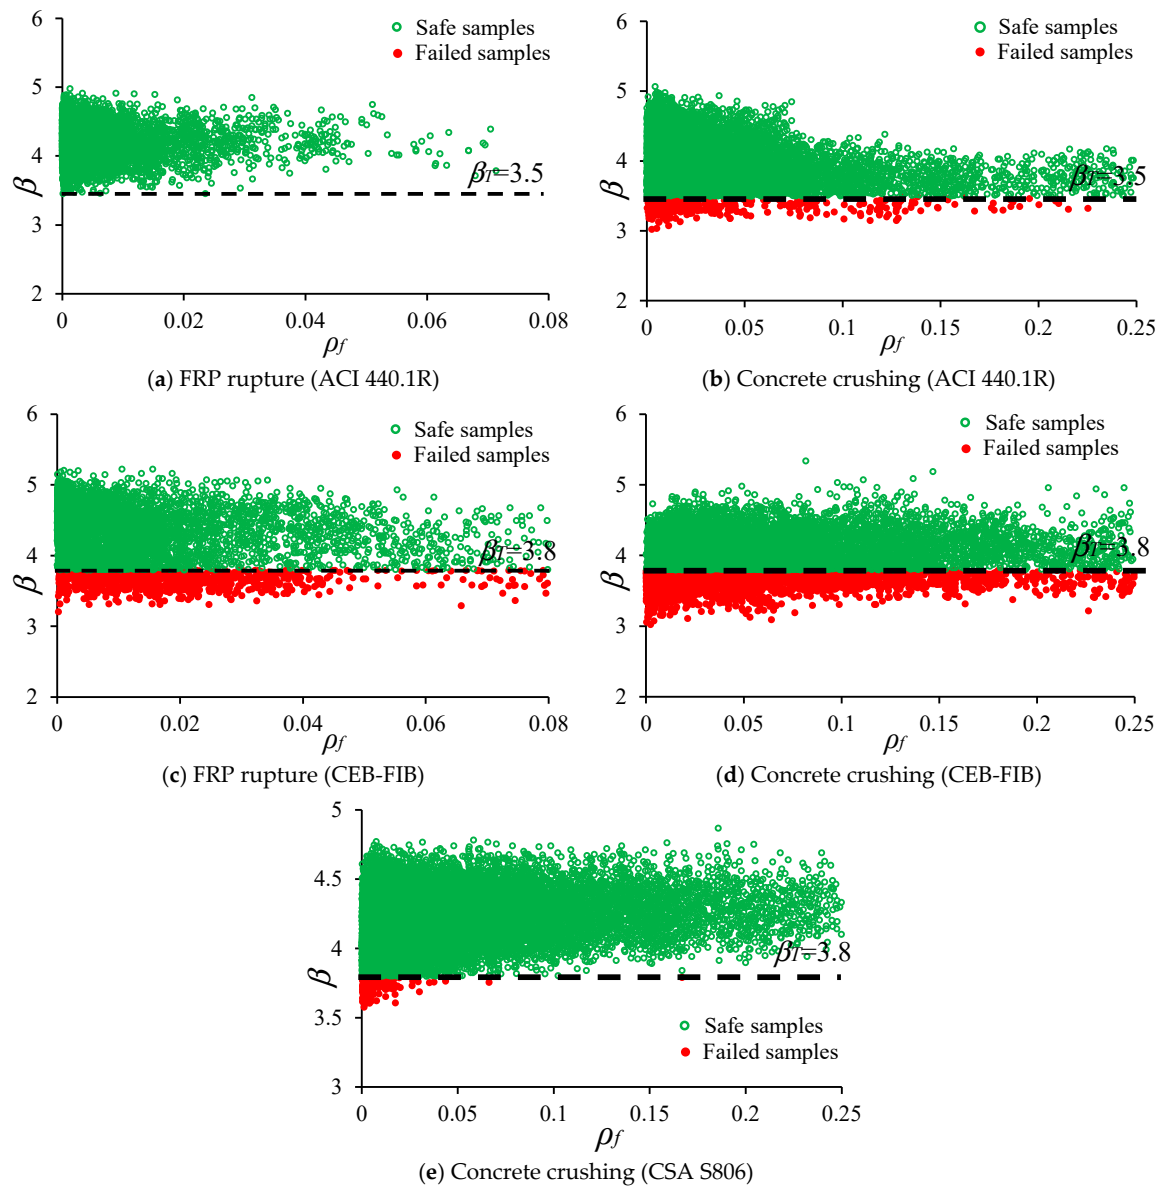 6
5
4
3
2
β
Safe samples
Failed samples
βT=3.5
0 0.02 0.04 0.06 0.08
ρf
(a) FRP rupture (ACI 440.1R)
6
5
4
3
2
β
Safe samples
Failed samples
βT=3.5
0 0.05 0.1 0.15 0.2 0.25
ρf
(b) Concrete crushing (ACI 440.1R)
6
5
4
3
2
β
Safe samples
Failed samples
βT=3.8
0 0.02 0.04 0.06 0.08
ρf
(c) FRP rupture (CEB-FIB)
6
5
4
3
2
β
Safe samples
Failed samples
βT=3.8
0 0.05 0.1 0.15 0.2 0.25
ρf
(d) Concrete crushing (CEB-FIB)
5
4.5
4
3.5
3
β
βT=3.8
Safe samples
Failed samples
0 0.05 0.1 0.15 0.2 0.25
ρf
(e) Concrete crushing (CSA S806)